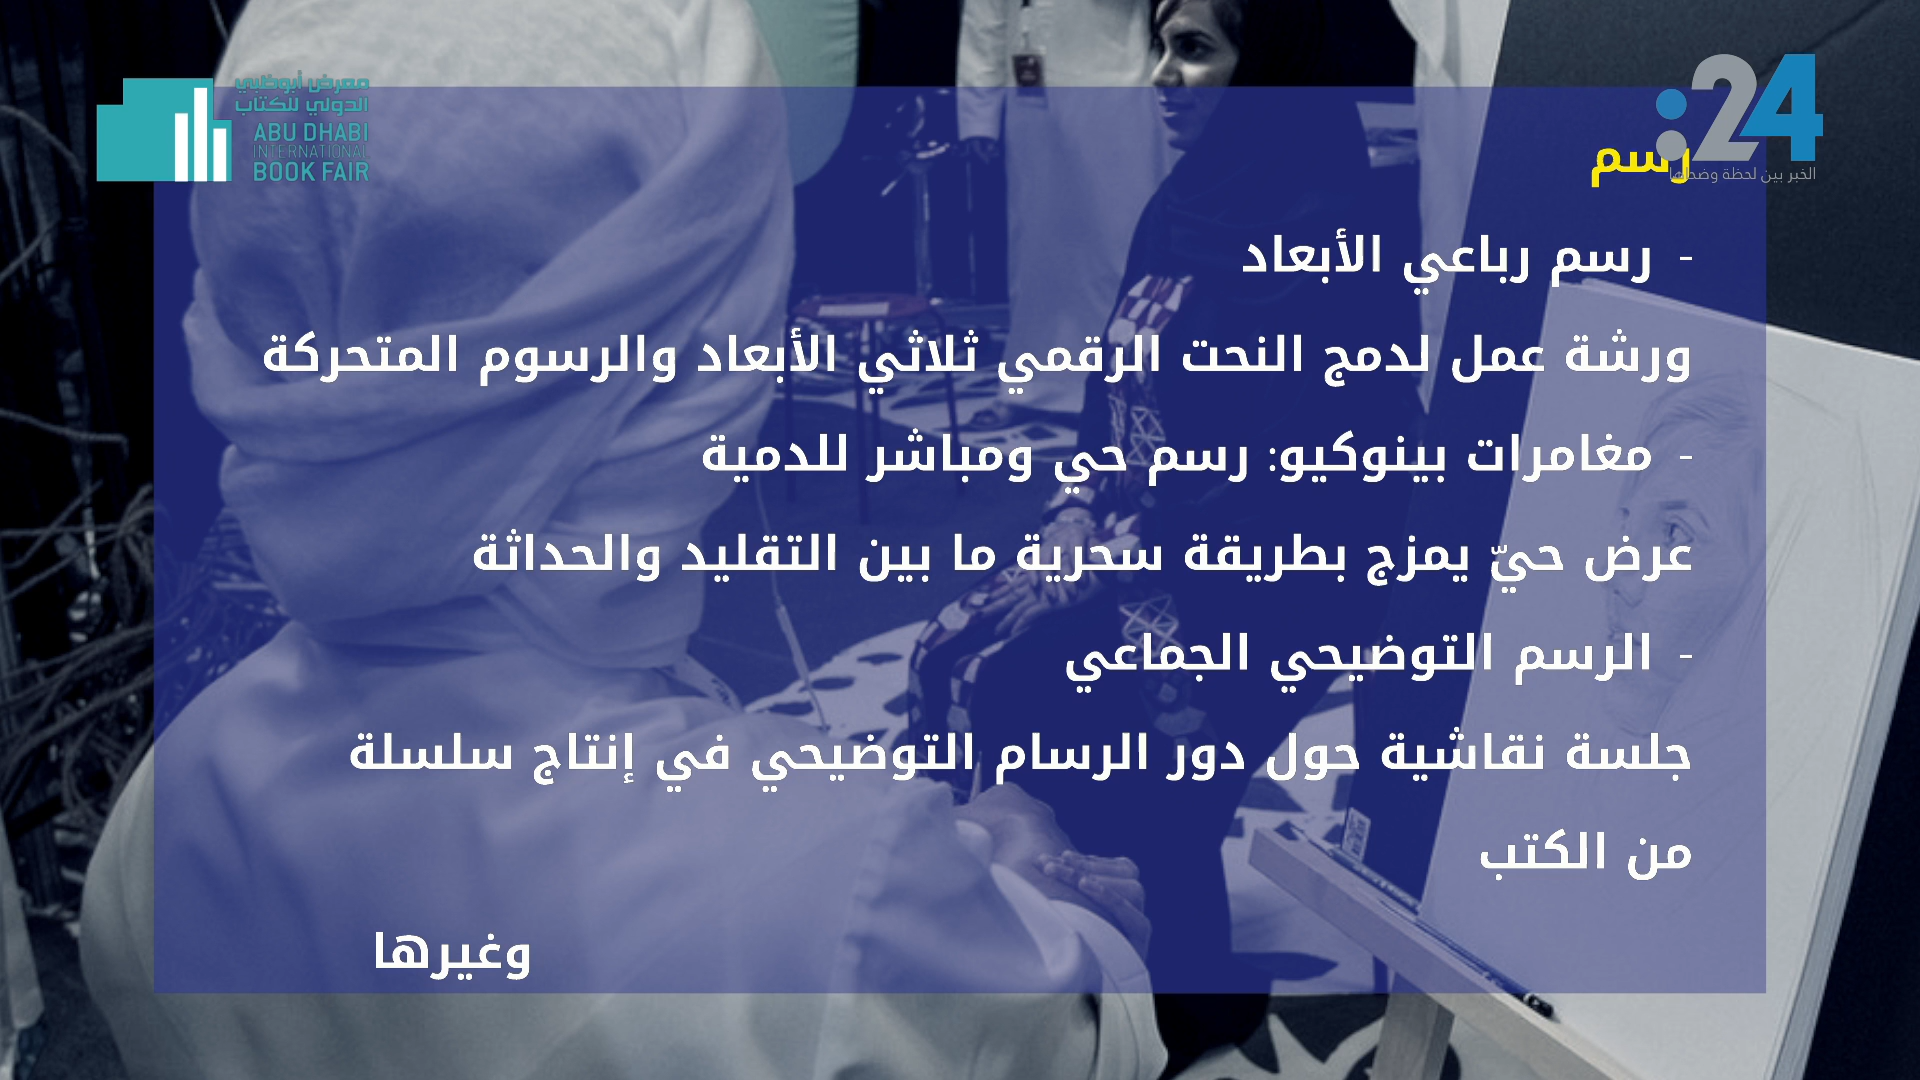 معرض أبوظبي
الدولي للكتاب
ABU DHABI
INTERNATIONAL
BOOK FAIR
:24
الخبر بين لحظة وضحاها
رسم
- رسم رباعي الأبعاد
ورشة عمل لدمج النحت الرقمي ثلاثي الأبعاد والرسوم المتحركة
- مغامرات بينوكيو: رسم حي ومباشر للدمية
عرض حيّ يمزج بطريقة سحرية ما بين التقليد والحداثة
- الرسم التوضيحي الجماعي
جلسة نقاشية حول دور الرسام التوضيحي في إنتاج سلسلة
من الكتب
وغيرها